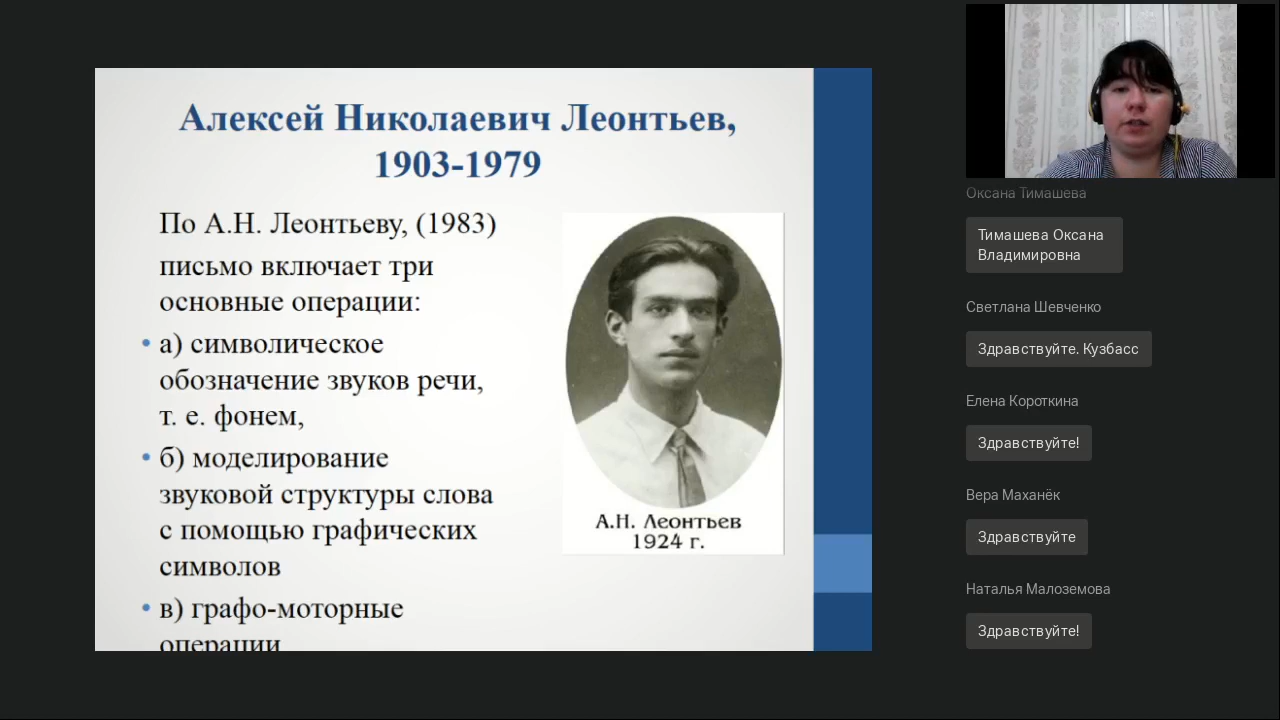 Алексей Николаевич Леонтьев,
1903-1979
По А.Н. Леонтьеву, (1983)
письмо включает три
основные операции:
• а) символическое
обозначение звуков речи,
т. е. фонем,
• б) моделирование
звуковой структуры слова
с помощью графических
символов
• в) графо-моторные
операции
А.Н. Леонтьев
1924 г.
Оксана Тимашева
Тимашева Оксана
Владимировна
Светлана Шевченко
Здравствуйте. Кузбасс
Елена Короткина
Здравствуйте!
Вера Маханёк
Здравствуйте
Наталья Малоземова
Здравствуйте!